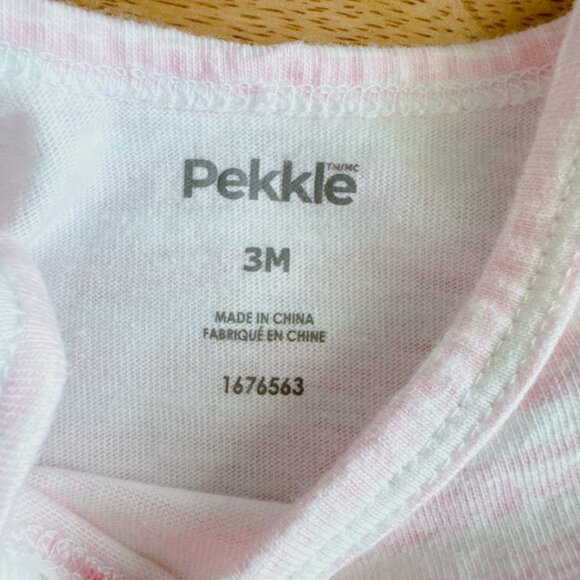 Pekkle TM/MC
3M
MADE IN CHINA
FABRIQUÉ EN CHINE
1676563